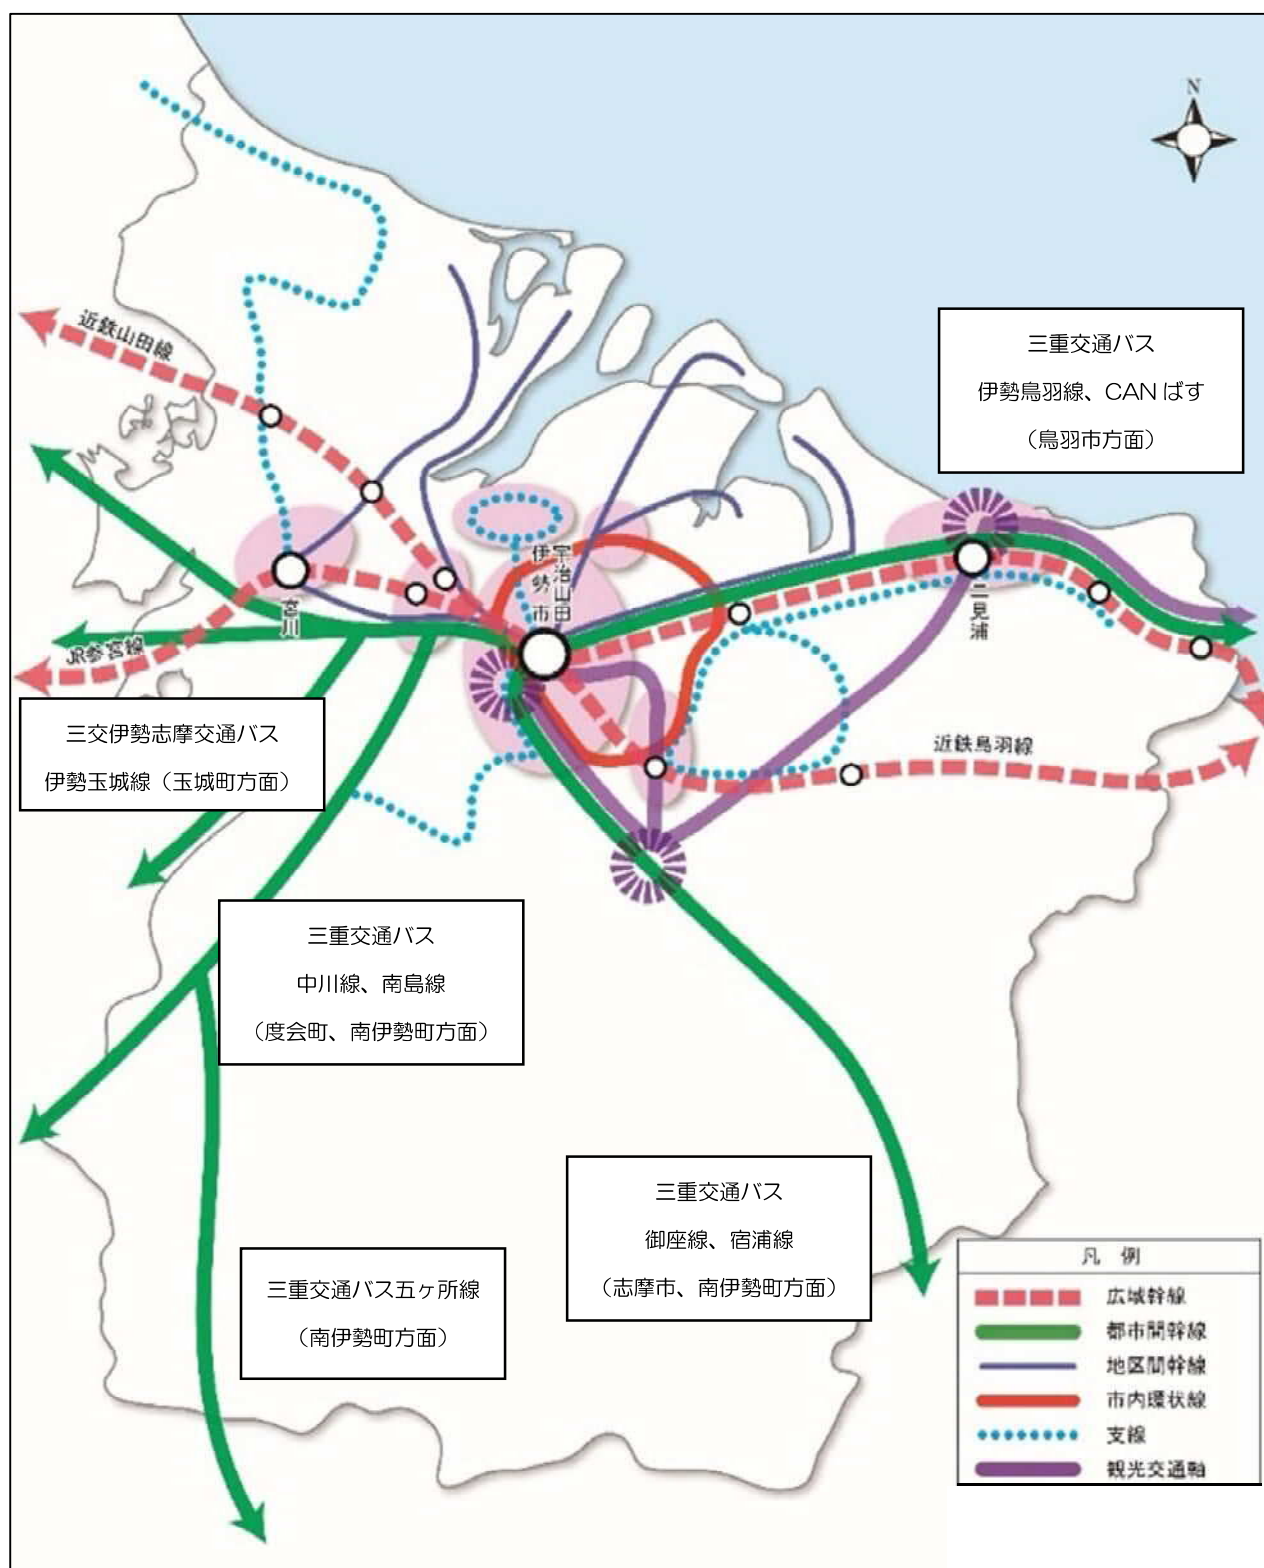 N
近鉄山田線
三重交通バス
伊勢鳥羽線、CANばす
（鳥羽市方面）
宇治山田
伊勢市
宮川
二見浦
JR参宮線
三交伊勢志摩交通バス
伊勢玉城線（玉城町方面）
近鉄鳥羽線
三重交通バス
中川線、南島線
（度会町、南伊勢町方面）
三重交通バス
御座線、宿浦線
（志摩市、南伊勢町方面）
三重交通バス五ヶ所線
（南伊勢町方面）
凡 例
広域幹線
都市間幹線
地区間幹線
市内環状線
支線
観光交通軸